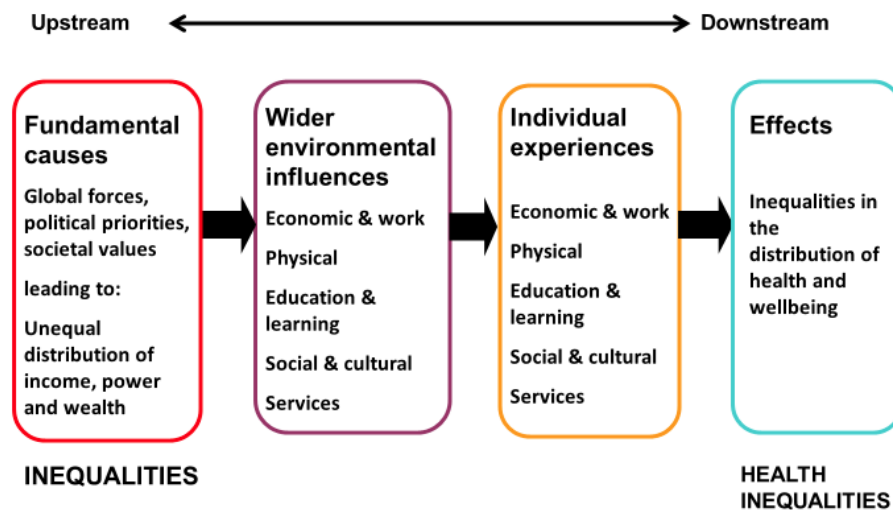 Upstream
Downstream
Fundamental
causes
Global forces,
political priorities,
societal values
leading to:
Unequal
distribution of
income, power
and wealth
INEQUALITIES
Wider
environmental
influences
Economic & work
Physical
Education &
learning
Social & cultural
Services
Individual
experiences
Economic & work
Physical
Education &
learning
Social & cultural
Services
Effects
Inequalities in
the
distribution of
health and
wellbeing
HEALTH
INEQUALITIES